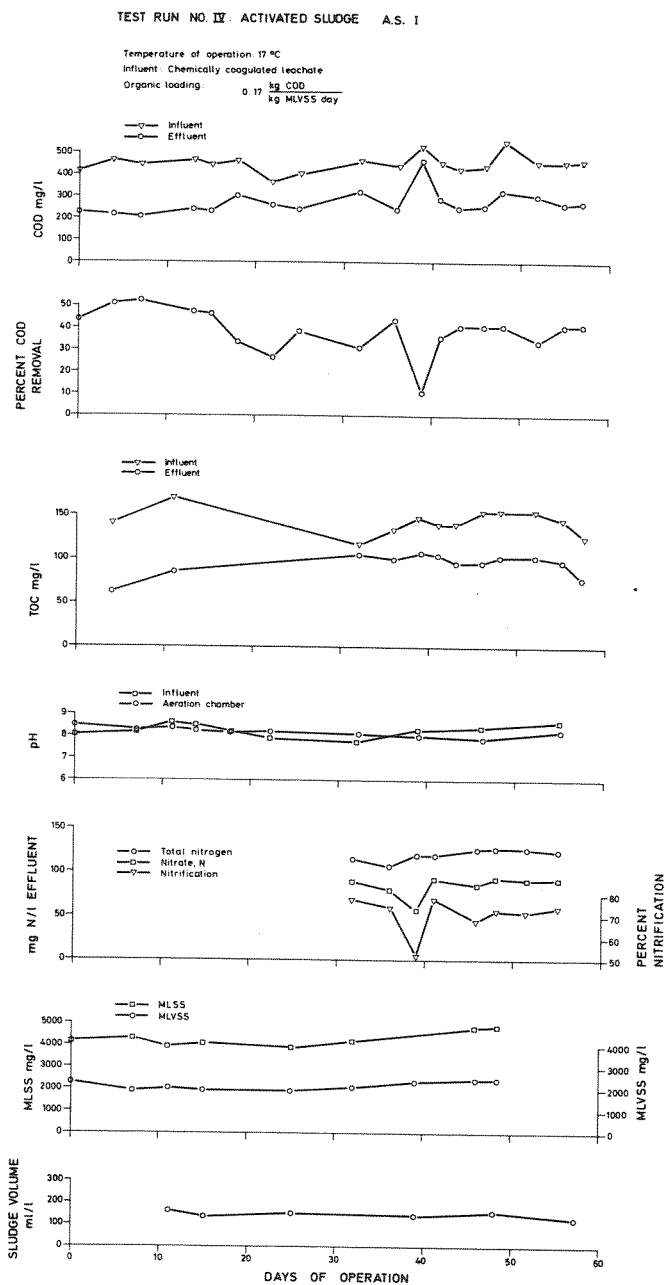 TEST RUN NO. IV: ACTIVATED SLUDGE A.S. I
Temperature of operation: 17 °C
Influent: Chemically coagulated leachate
Organic loading: 0.17 kg COD
kg MLVSS day
Influent
Effluent
500
400
300
200
100
0
COD mg/l
50
40
30
20
10
0
PERCENT COD
REMOVAL
Influent
Effluent
150
100
50
0
TOC mg/l
Influent
Aeration chamber
9
8
7
6
pH
150
100
50
0
mg N/l EFFLUENT
Total nitrogen
Nitrate, N
Nitrification
80
70
60
50
PERCENT
NITRIFICATION
MLSS
MLVSS
5000
4000
3000
2000
1000
0
MLSS mg/l
4000
3000
2000
1000
0
MLVSS mg/l
300
200
100
0
SLUDGE VOLUME
ml/l
0 10 20 30 40 50 60
DAYS OF OPERATION